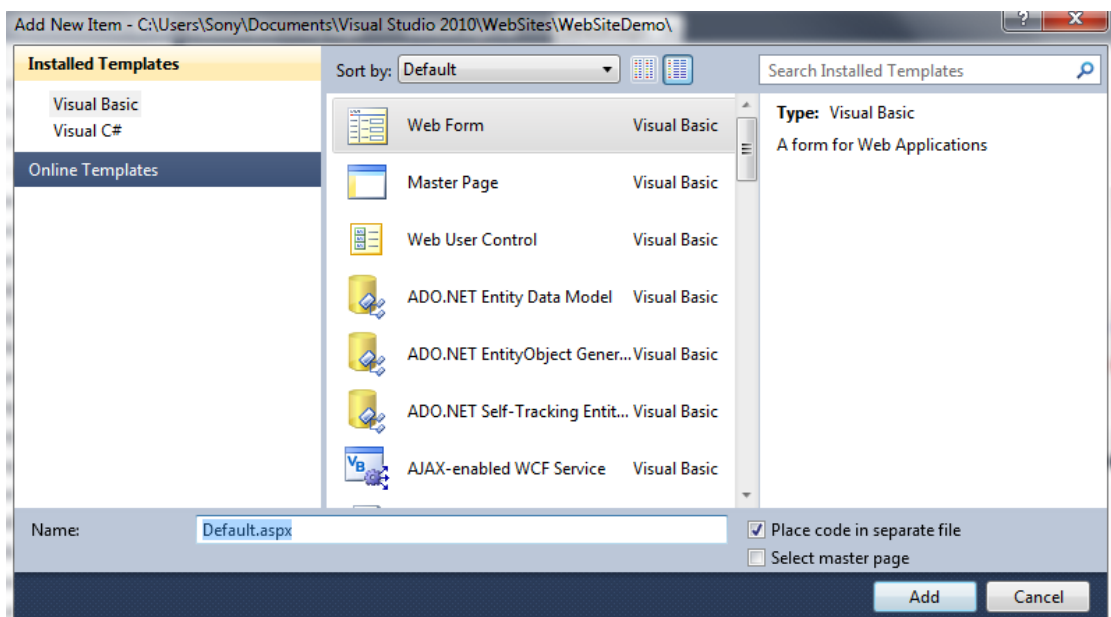 Add New Item - C:\Users\Sony\Documents\Visual Studio 2010\WebSites\WebSiteDemo\
?
X
Installed Templates
Visual Basic
Visual C#
Online Templates
Sort by: Default
Search Installed Templates
Web Form Visual Basic
Master Page Visual Basic
Web User Control Visual Basic
ADO.NET Entity Data Model Visual Basic
ADO.NET EntityObject Gener... Visual Basic
ADO.NET Self-Tracking Entit... Visual Basic
VB AJAX-enabled WCF Service Visual Basic
Type: Visual Basic
A form for Web Applications
Name: Default.aspx
Place code in separate file
Select master page
Add Cancel